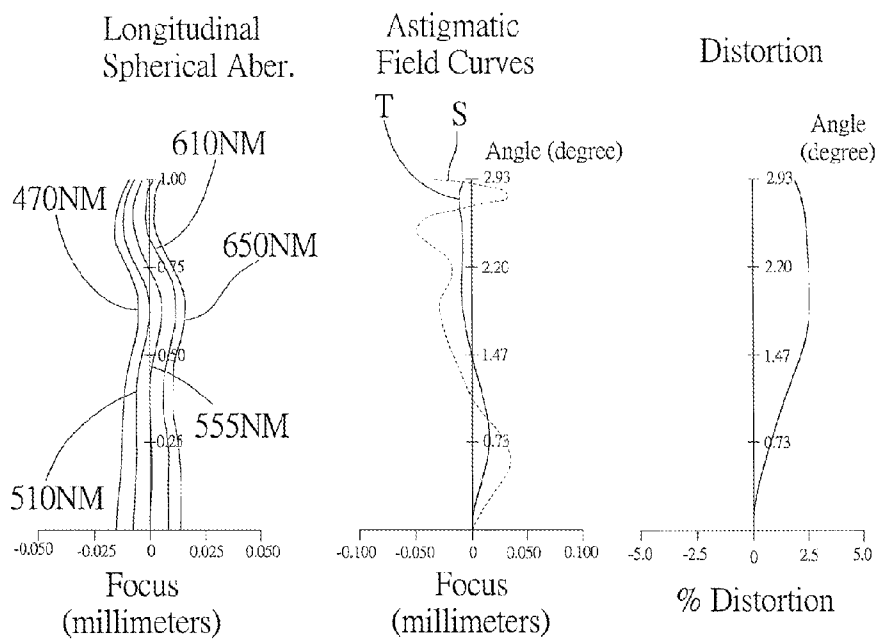 Longitudinal
Spherical Aber.
610NM
1.00
470NM
650NM
0.75
0.50
555NM
0.25
510NM
-0.050
-0.025
0
0.025
0.050
Focus
(millimeters)
Astigmatic
Field Curves
T
S
Angle (degree)
2.93
2.20
1.47
0.73
-0.100
-0.050
0
0.050
0.100
Focus
(millimeters)
Distortion
Angle
(degree)
2.93
2.20
1.47
0.73
-5.0
-2.5
0
2.5
5.0
% Distortion